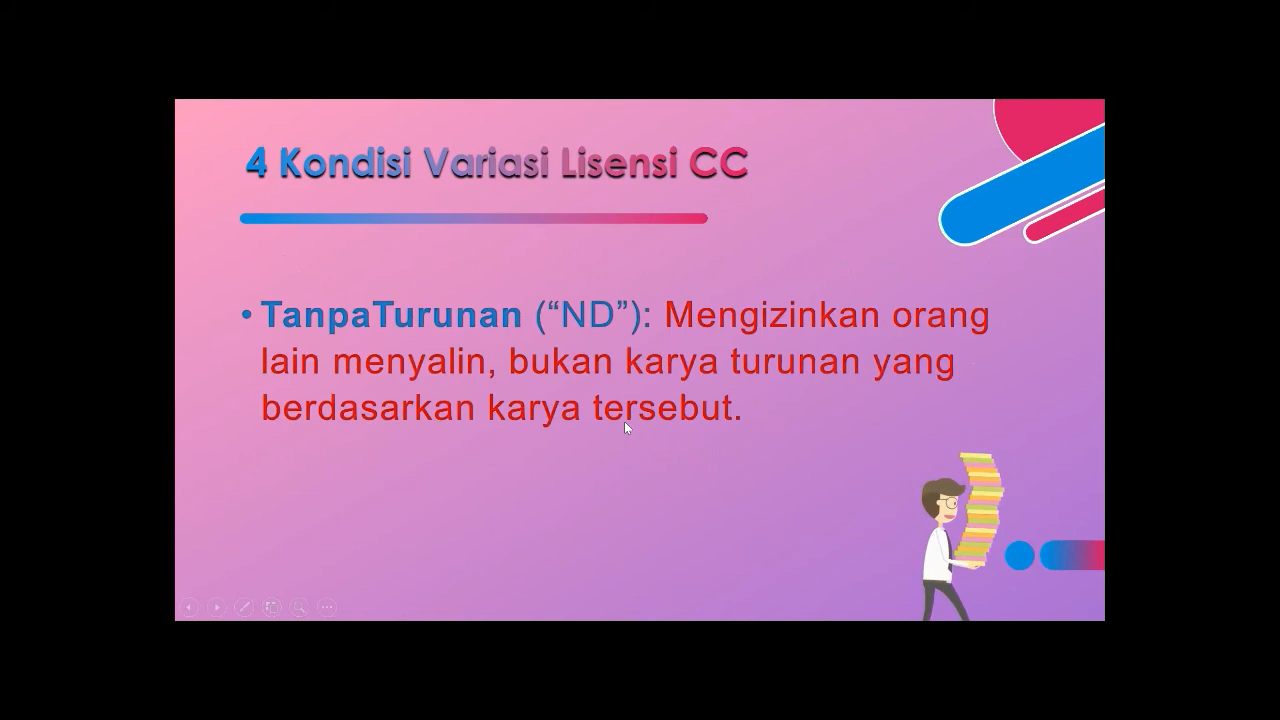 4 Kondisi Variasi Lisensi CC
• TanpaTurunan (“ND”): Mengizinkan orang
lain menyalin, bukan karya turunan yang
berdasarkan karya tersebut.